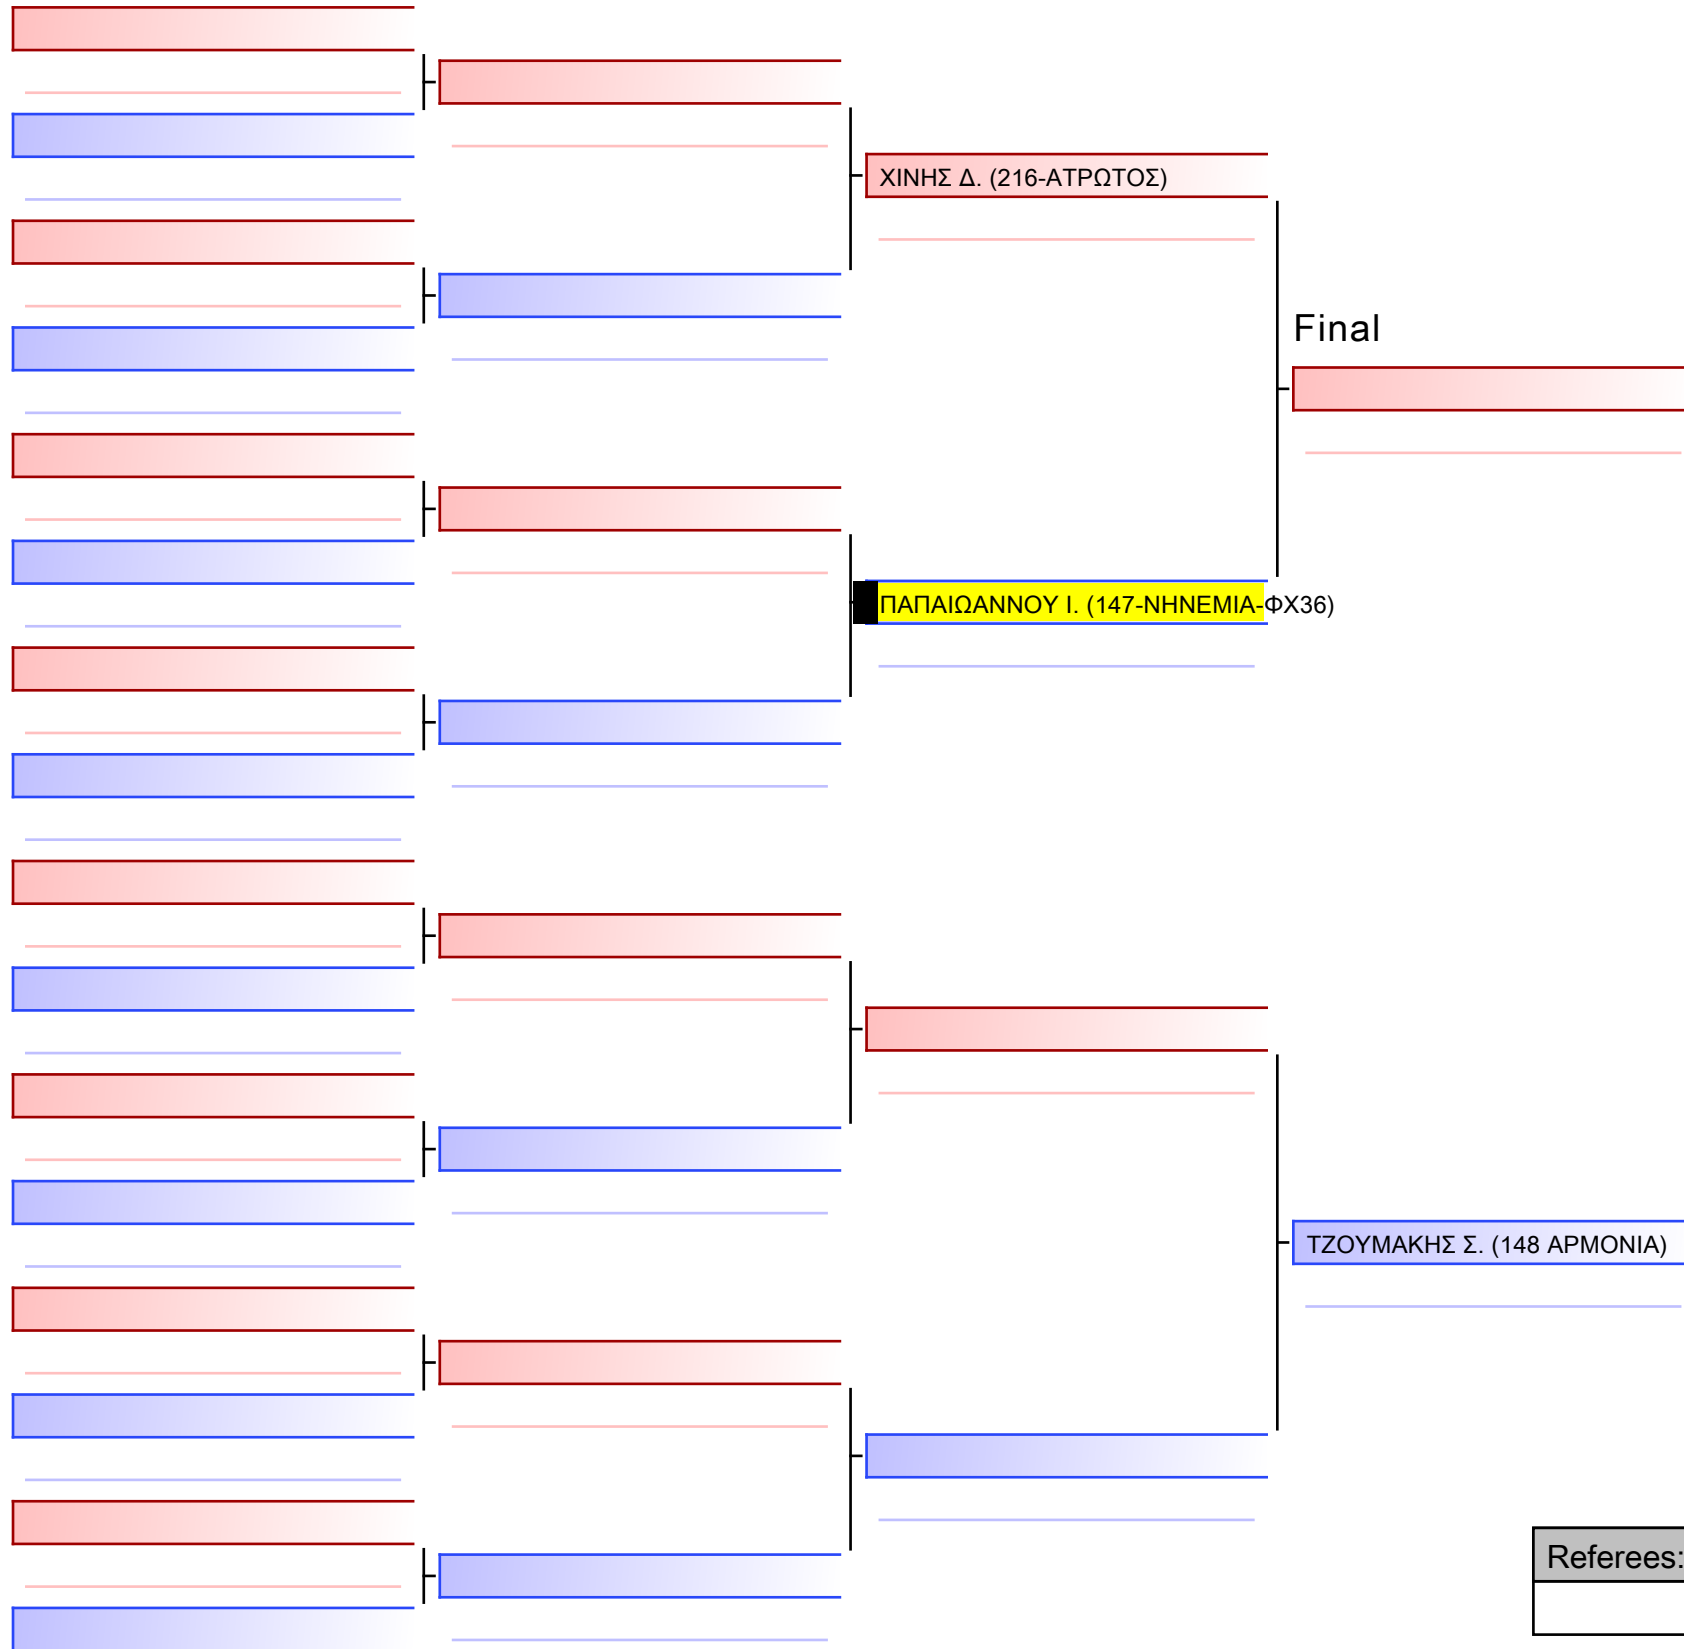 ΧΙΝΗΣ Δ. (216-ΑΤΡΩΤΟΣ)
Final
ΠΑΠΑΙΩΑΝΝΟΥ Ι. (147-ΝΗΝΕΜΙΑ-ΦΧ36)
ΤΖΟΥΜΑΚΗΣ Σ. (148 ΑΡΜΟΝΙΑ)
Referees: